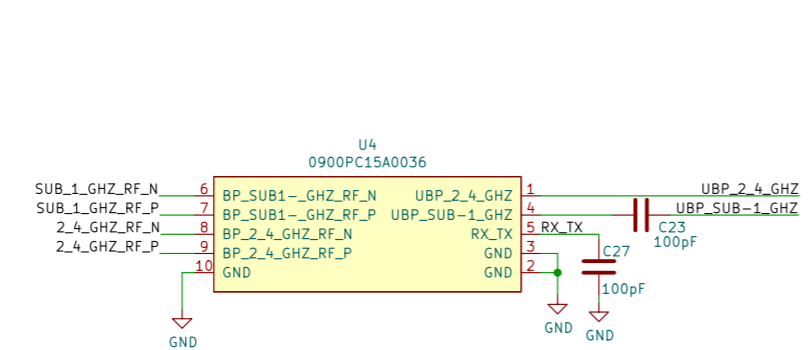 U4
0900PC15A0036
SUB_1_GHZ_RF_N 6 BP_SUB1-_GHZ_RF_N UBP_2_4_GHZ 1 UBP_2_4_GHZ
SUB_1_GHZ_RF_P 7 BP_SUB1-_GHZ_RF_P UBP_SUB-1_GHZ 4 UBP_SUB-1_GHZ
2_4_GHZ_RF_N 8 BP_2_4_GHZ_RF_N RX_TX 5 RX_TX C23
100pF
2_4_GHZ_RF_P 9 BP_2_4_GHZ_RF_P GND 3 C27
10 GND GND 2
100pF
GND GND GND